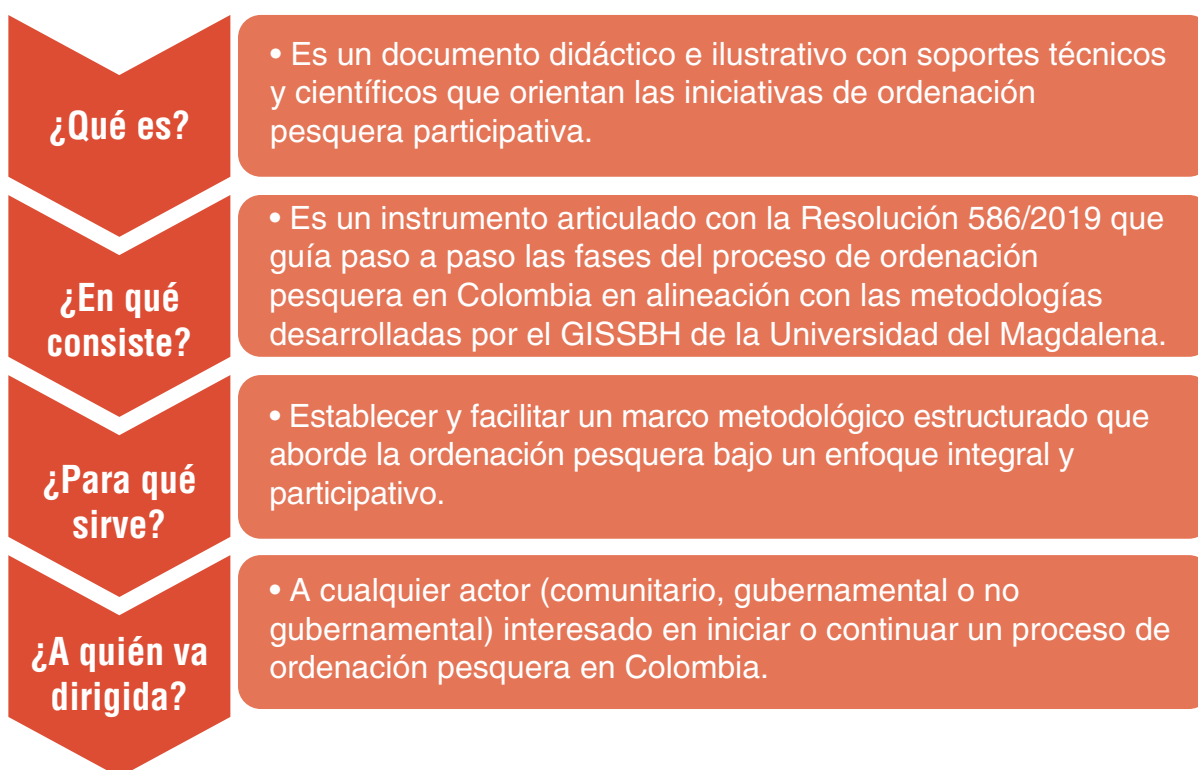 ¿Qué es?
• Es un documento didáctico e ilustrativo con soportes técnicos
y científicos que orientan las iniciativas de ordenación
pesquera participativa.
¿En qué
consiste?
• Es un instrumento articulado con la Resolución 586/2019 que
guía paso a paso las fases del proceso de ordenación
pesquera en Colombia en alineación con las metodologías
desarrolladas por el GISSBH de la Universidad del Magdalena.
¿Para qué
sirve?
• Establecer y facilitar un marco metodológico estructurado que
aborde la ordenación pesquera bajo un enfoque integral y
participativo.
¿A quién va
dirigida?
• A cualquier actor (comunitario, gubernamental o no
gubernamental) interesado en iniciar o continuar un proceso de
ordenación pesquera en Colombia.